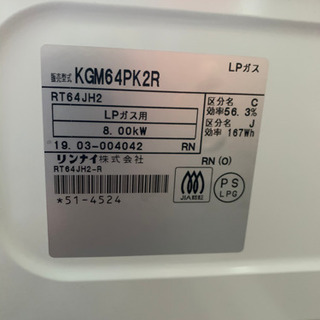 販売型式 KGM64PK2R LPガス
RT64JH2
LPガス用
8.00kW
区分名 C
効率56.3%
区分名 J
効率 167Wh
19.03-004042 RN
リンナイ株式会社 RN(O)
RT64JH2-R
*51-4524
JIA認証
PS
LPG